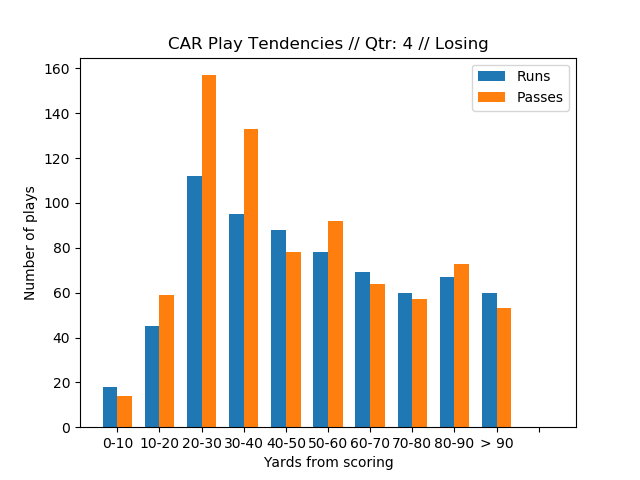 CAR Play Tendencies // Qtr: 4 // Losing
Runs
Passes
Number of plays
160
140
120
100
80
60
40
20
0
0-10 10-20 20-30 30-40 40-50 50-60 60-70 70-80 80-90 > 90
Yards from scoring